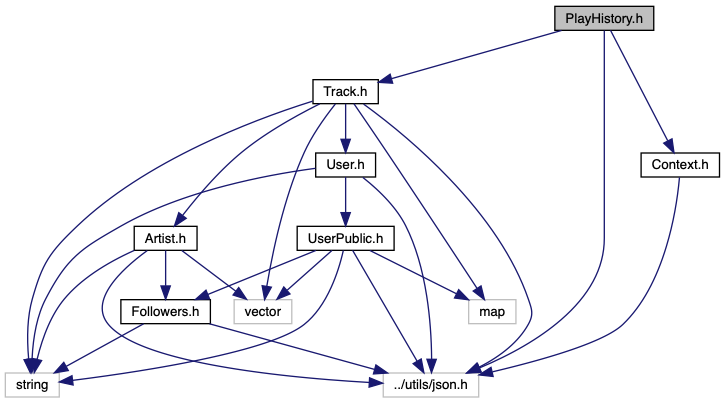 PlayHistory.h
Track.h
User.h
Context.h
Artist.h
UserPublic.h
Followers.h
vector
map
string
../utils/json.h